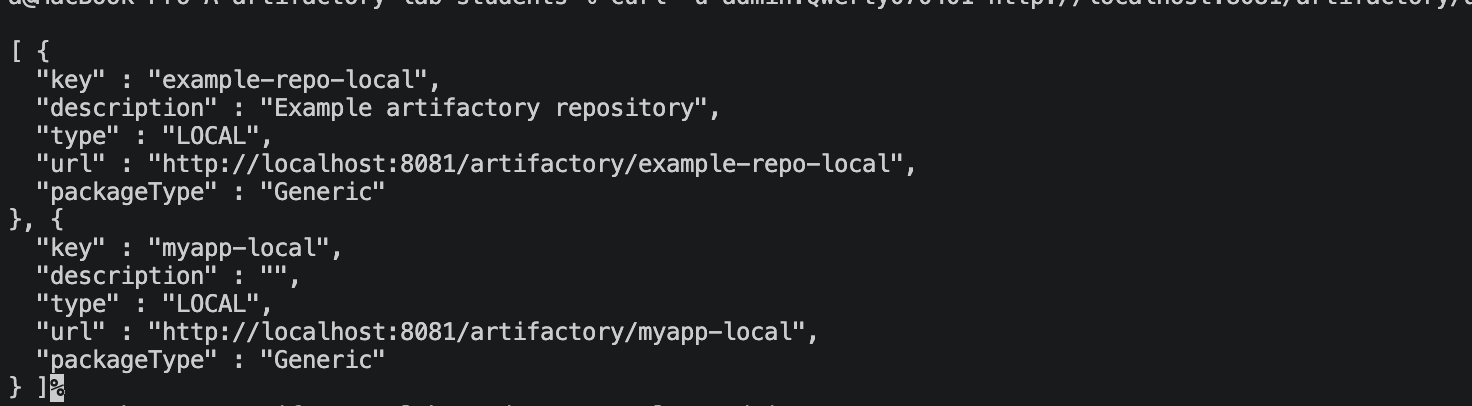 [ {
  "key" : "example-repo-local",
  "description" : "Example artifactory repository",
  "type" : "LOCAL",
  "url" : "http://localhost:8081/artifactory/example-repo-local",
  "packageType" : "Generic"
}, {
  "key" : "myapp-local",
  "description" : "",
  "type" : "LOCAL",
  "url" : "http://localhost:8081/artifactory/myapp-local",
  "packageType" : "Generic"
} ]%